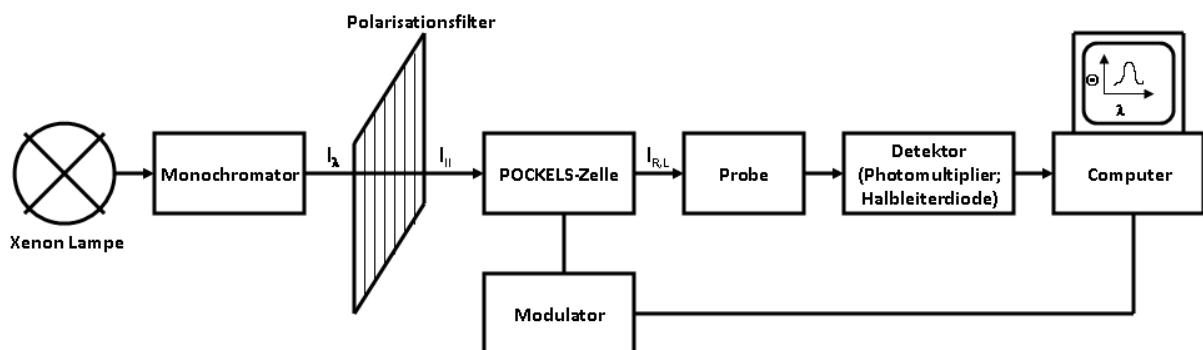 Polarisationsfilter
Θ
λ
Xenon Lampe
Monochromator
Iλ
I||
POCKELS-Zelle
IR,L
Probe
Detektor
(Photomultiplier;
Halbleiterdiode)
Computer
Modulator